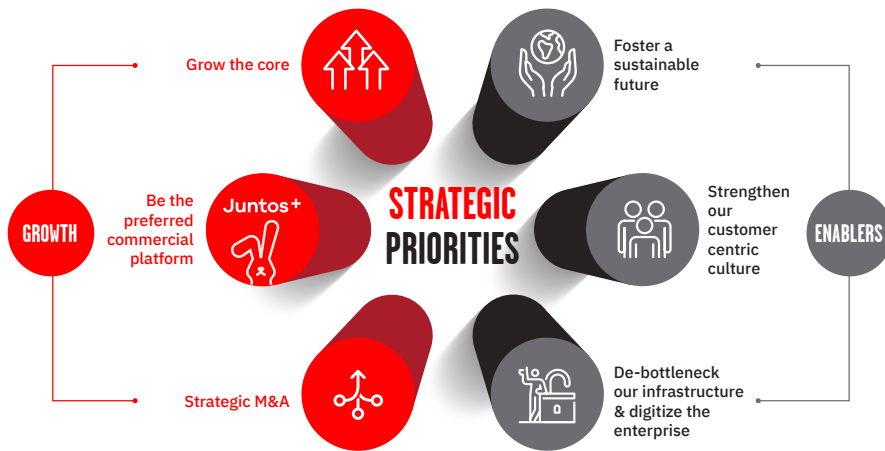 Grow the core
Foster a
sustainable
future
GROWTH
Be the
preferred
commercial
platform
Juntos+
STRATEGIC
PRIORITIES
Strengthen
our
customer
centric
culture
ENABLERS
Strategic M&A
De-bottleneck
our infrastructure
& digitize the
enterprise